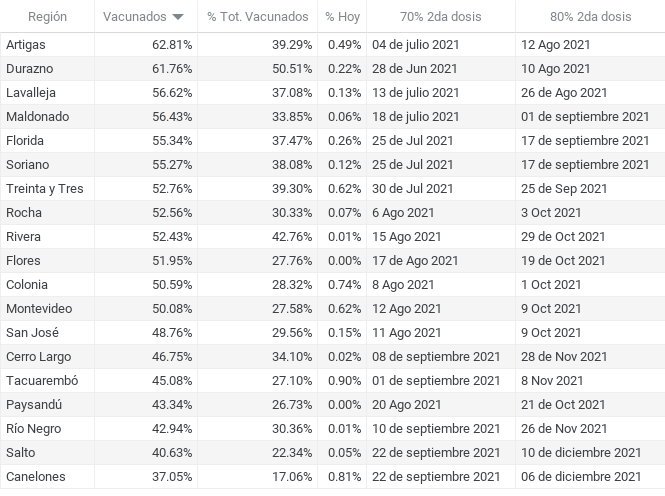 Región Vacunados % Tot. Vacunados % Hoy 70% 2da dosis 80% 2da dosis
Artigas 62.81% 39.29% 0.49% 04 de julio 2021 12 Ago 2021
Durazno 61.76% 50.51% 0.22% 28 de Jun 2021 10 Ago 2021
Lavalleja 56.62% 37.08% 0.13% 13 de julio 2021 26 de Ago 2021
Maldonado 56.43% 33.85% 0.06% 18 de julio 2021 01 de septiembre 2021
Florida 55.34% 37.47% 0.26% 25 de Jul 2021 17 de septiembre 2021
Soriano 55.27% 38.08% 0.12% 25 de Jul 2021 17 de septiembre 2021
Treinta y Tres 52.76% 39.30% 0.62% 30 de Jul 2021 25 de Sep 2021
Rocha 52.56% 30.33% 0.07% 6 Ago 2021 3 Oct 2021
Rivera 52.43% 42.76% 0.01% 15 Ago 2021 29 de Oct 2021
Flores 51.95% 27.76% 0.00% 17 de Ago 2021 19 de Oct 2021
Colonia 50.59% 28.32% 0.74% 8 Ago 2021 1 Oct 2021
Montevideo 50.08% 27.58% 0.62% 12 Ago 2021 9 Oct 2021
San José 48.76% 29.56% 0.15% 11 Ago 2021 9 Oct 2021
Cerro Largo 46.75% 34.10% 0.02% 08 de septiembre 2021 28 de Nov 2021
Tacuarembó 45.08% 27.10% 0.90% 01 de septiembre 2021 8 Nov 2021
Paysandú 43.34% 26.73% 0.00% 20 Ago 2021 21 de Oct 2021
Río Negro 42.94% 30.36% 0.01% 10 de septiembre 2021 26 de Nov 2021
Salto 40.63% 22.34% 0.05% 22 de septiembre 2021 10 de diciembre 2021
Canelones 37.05% 17.06% 0.81% 22 de septiembre 2021 06 de diciembre 2021